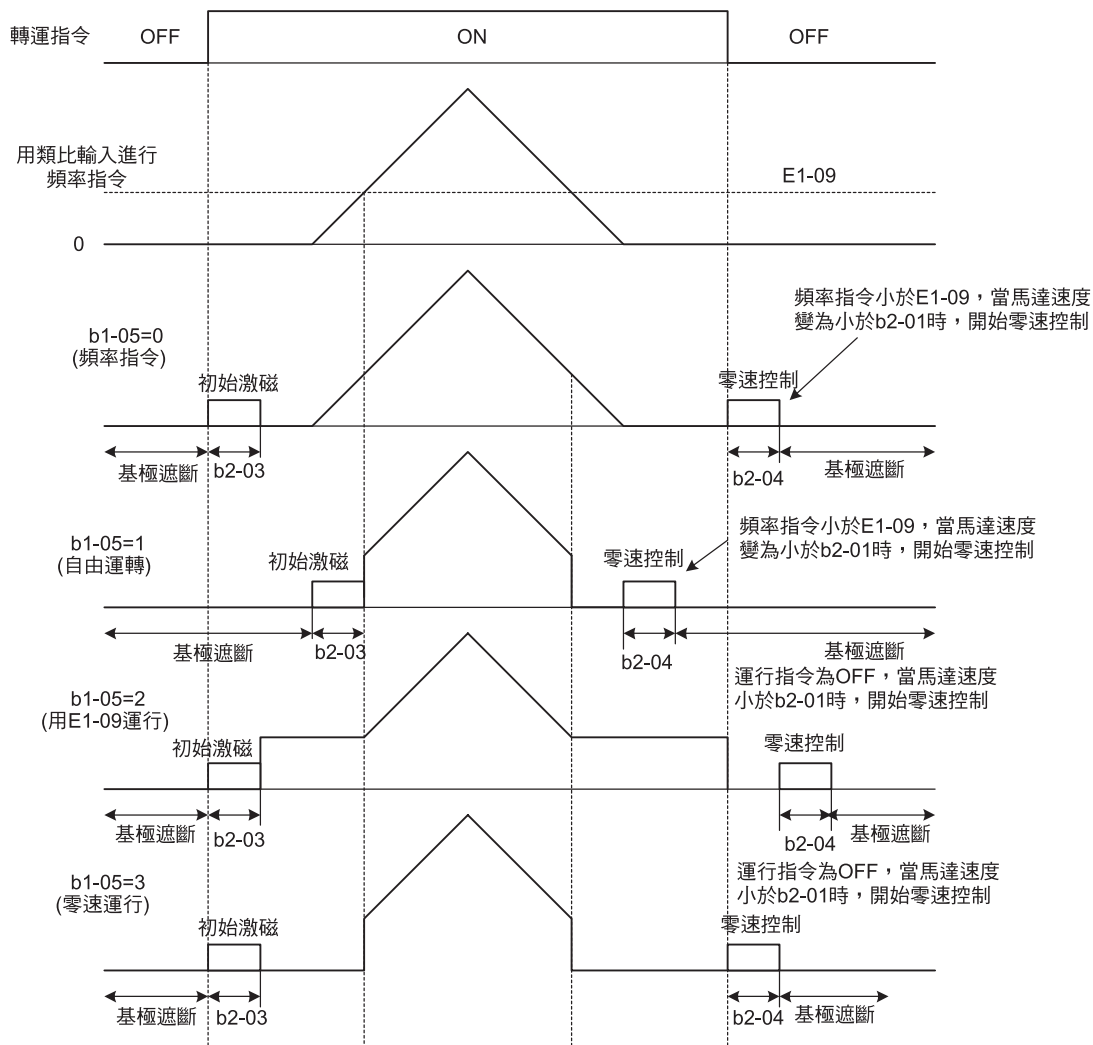 轉運指令
OFF
ON
OFF
用類比輸入進行
頻率指令
E1-09
0
頻率指令小於E1-09，當馬達速度
變為小於b2-01時，開始零速控制
b1-05=0
(頻率指令)
初始激磁
零速控制
基極遮斷
b2-03
b2-04
基極遮斷
頻率指令小於E1-09，當馬達速度
變為小於b2-01時，開始零速控制
b1-05=1
(自由運轉)
初始激磁
零速控制
基極遮斷
b2-03
b2-04
基極遮斷
運行指令為OFF，當馬達速度
小於b2-01時，開始零速控制
b1-05=2
(用E1-09運行)
初始激磁
零速控制
基極遮斷
b2-03
b2-04
基極遮斷
運行指令為OFF，當馬達速度
小於b2-01時，開始零速控制
b1-05=3
(零速運行)
初始激磁
零速控制
基極遮斷
b2-03
b2-04
基極遮斷